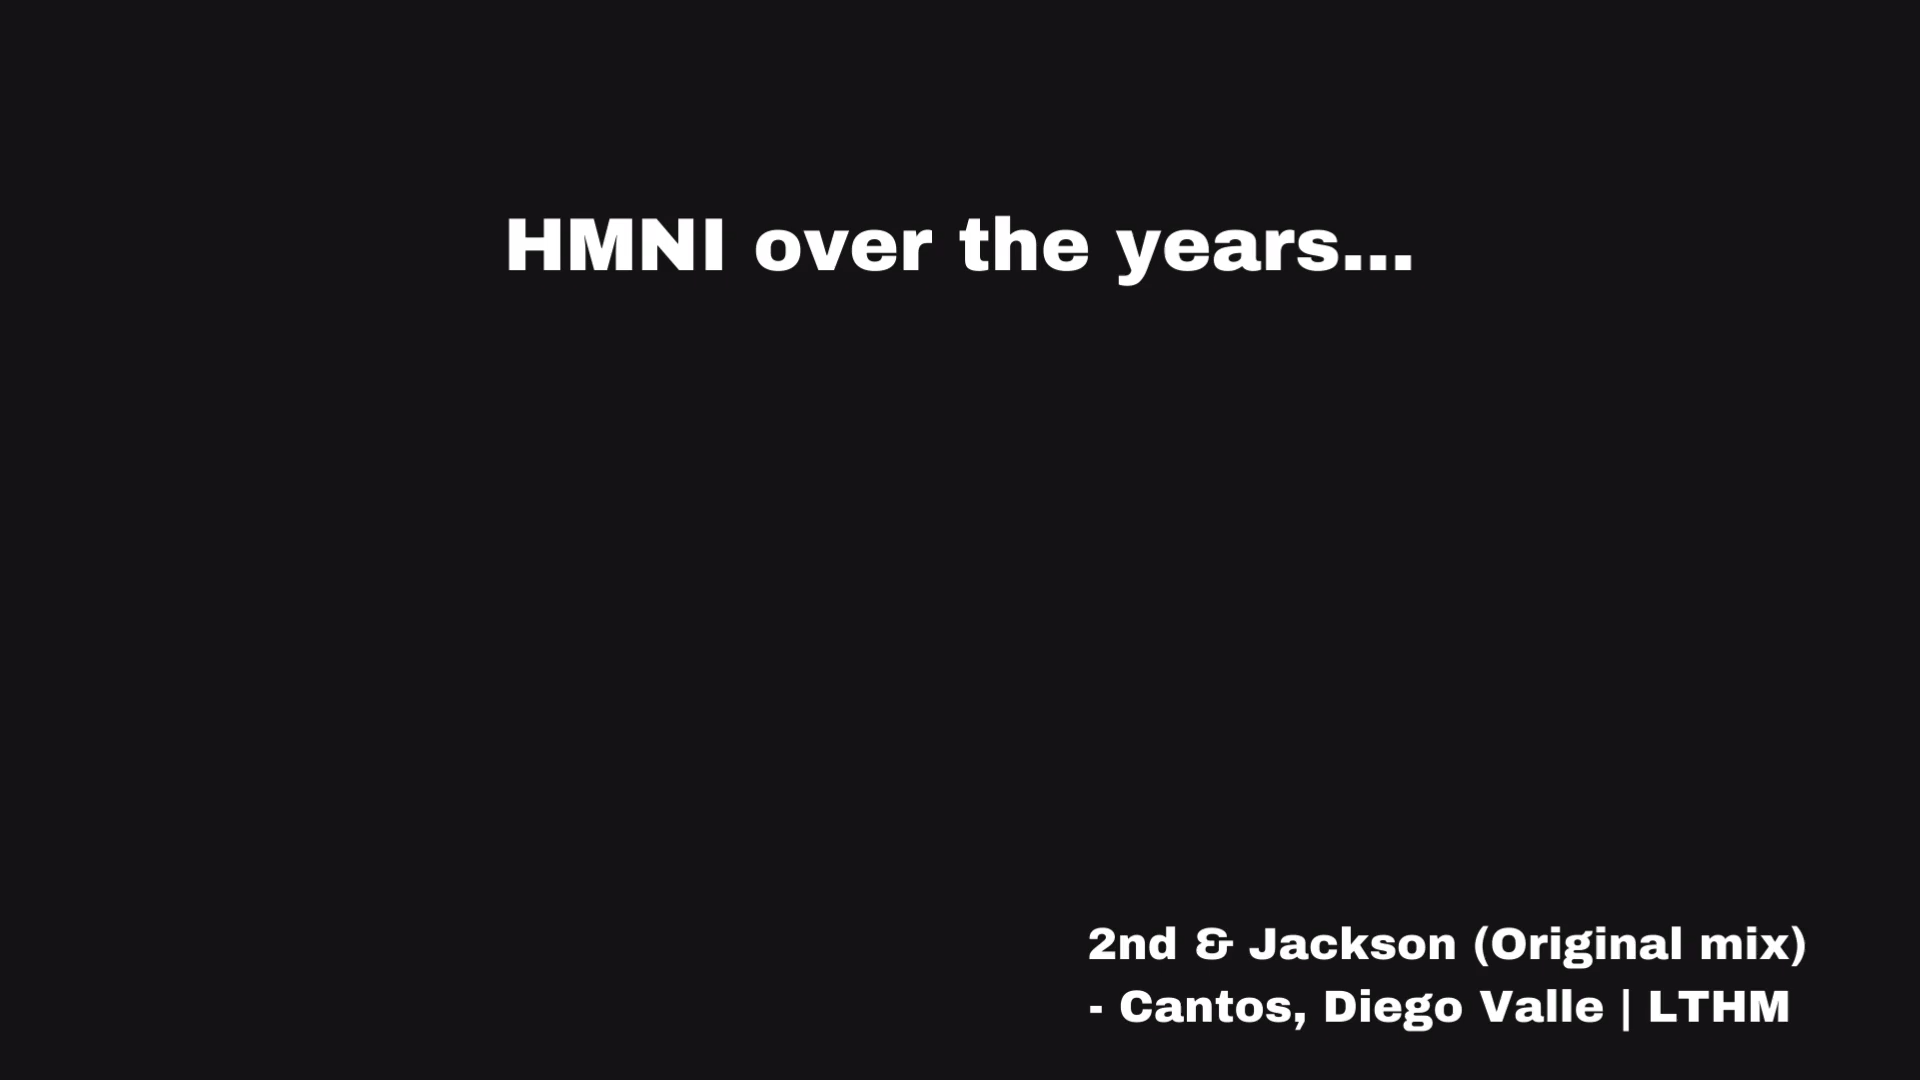 HMNI over the years...
2nd & Jackson (Original mix)
- Cantos, Diego Valle | LTHM